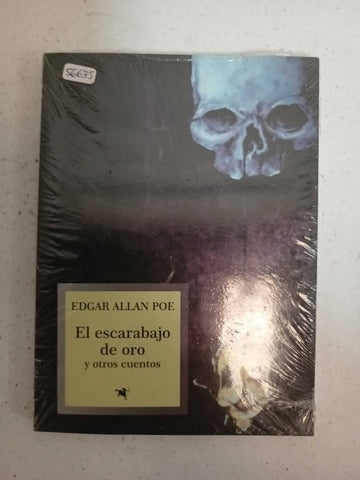 56635
EDGAR ALLAN POE
El escarabajo
de oro
y otros cuentos